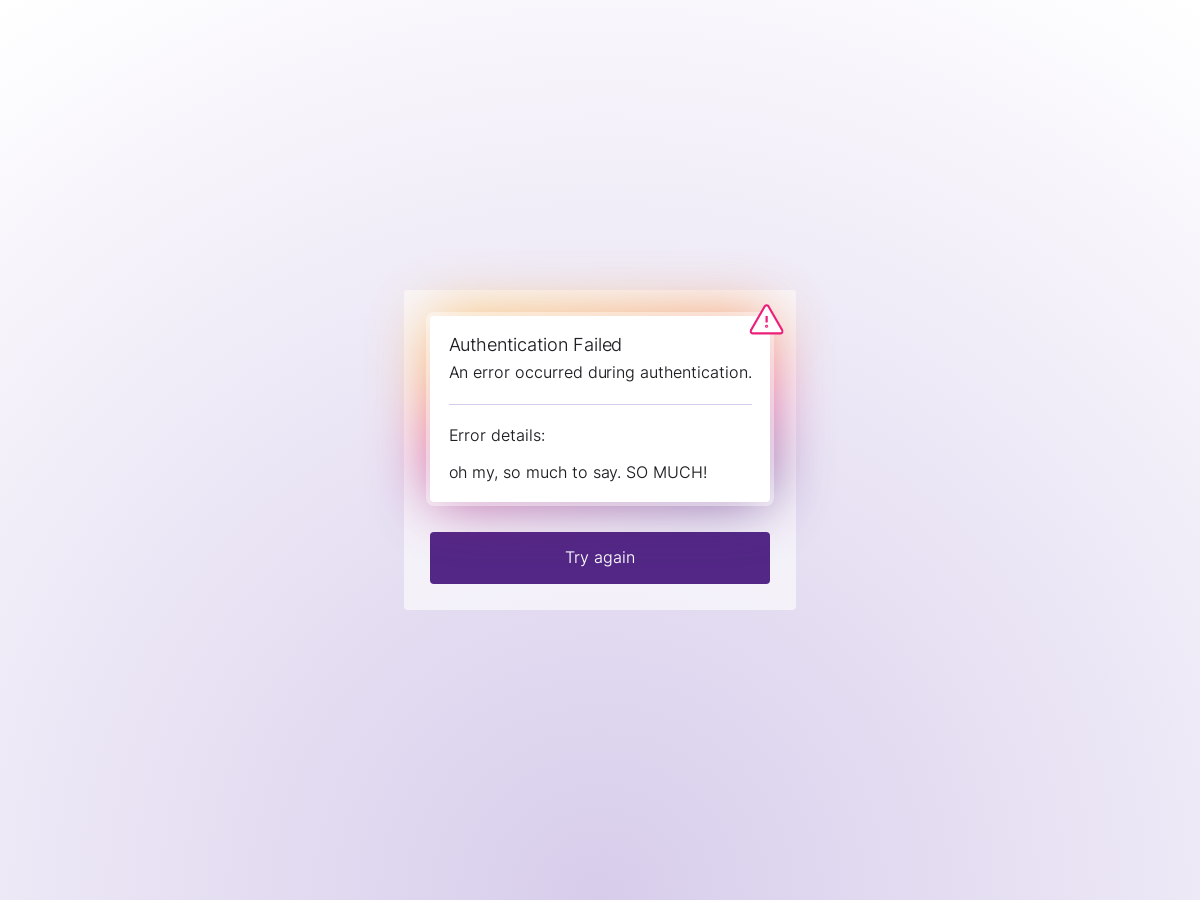 Authentication Failed
An error occurred during authentication.
Error details:
oh my, so much to say. SO MUCH!
Try again